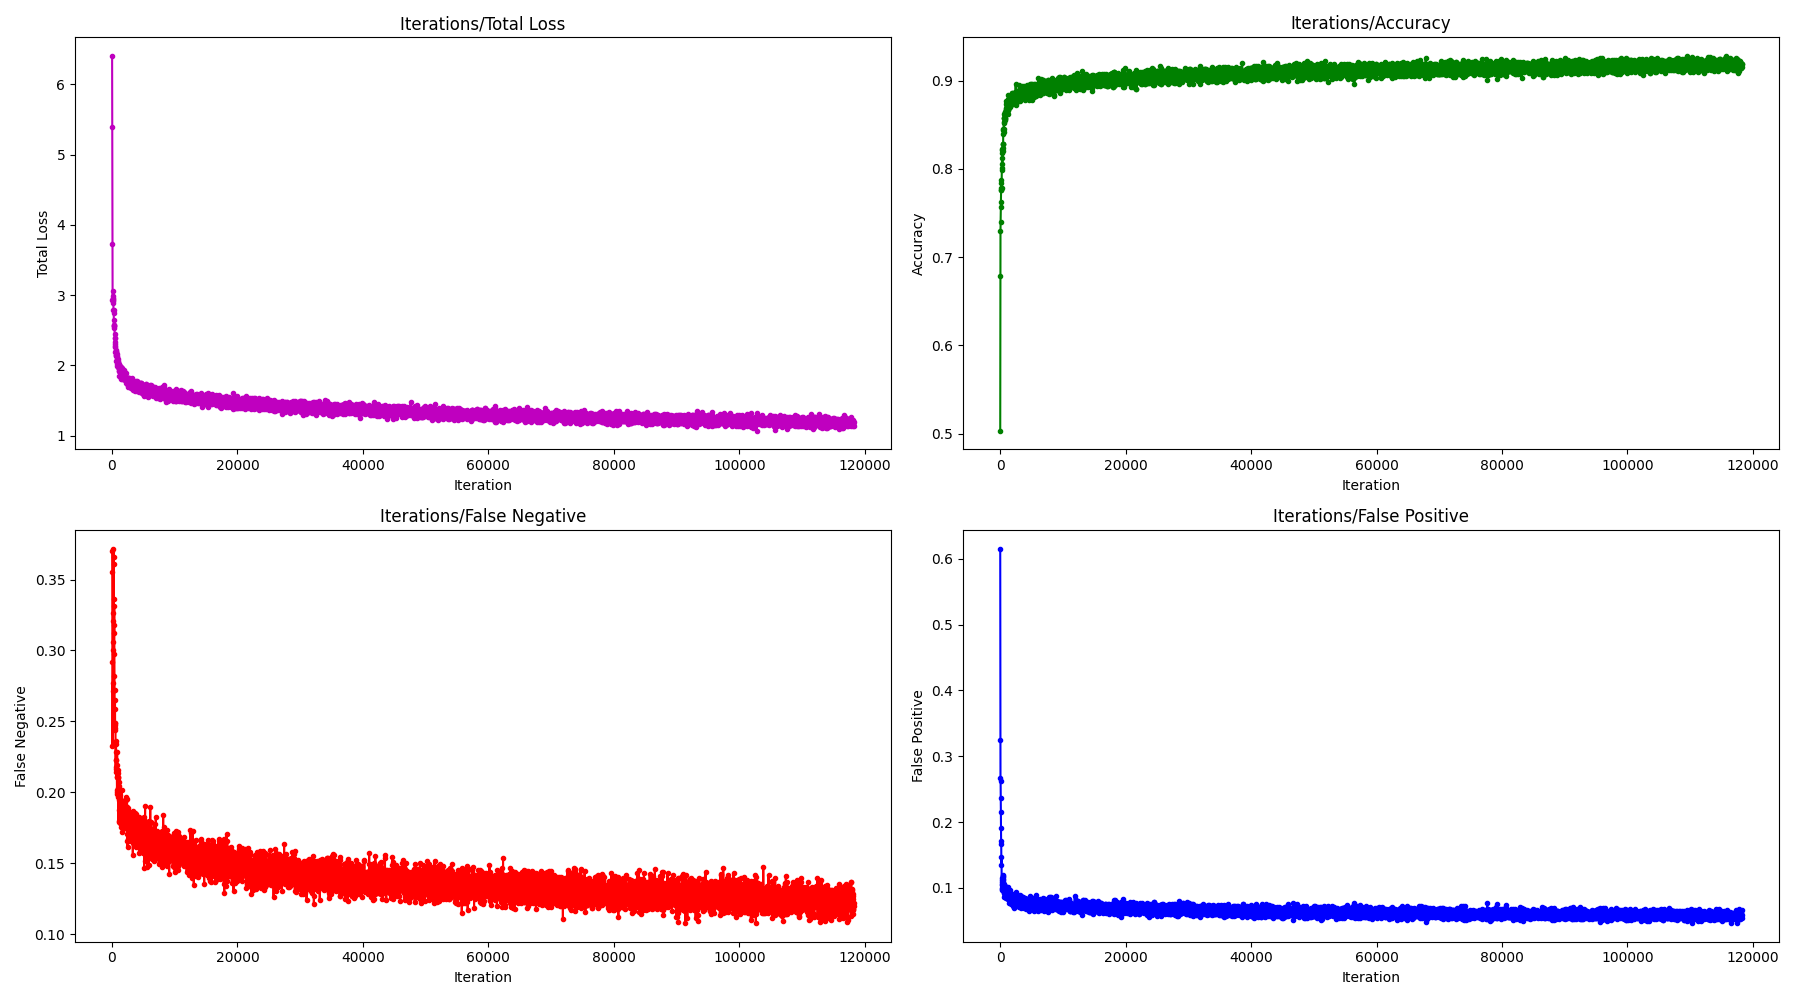 Iterations/Total Loss
Total Loss
6
5
4
3
2
1
0 20000 40000 60000 80000 100000 120000
Iteration
Iterations/Accuracy
Accuracy
0.9
0.8
0.7
0.6
0.5
0 20000 40000 60000 80000 100000 120000
Iteration
Iterations/False Negative
False Negative
0.35
0.30
0.25
0.20
0.15
0.10
0 20000 40000 60000 80000 100000 120000
Iteration
Iterations/False Positive
False Positive
0.6
0.5
0.4
0.3
0.2
0.1
0 20000 40000 60000 80000 100000 120000
Iteration